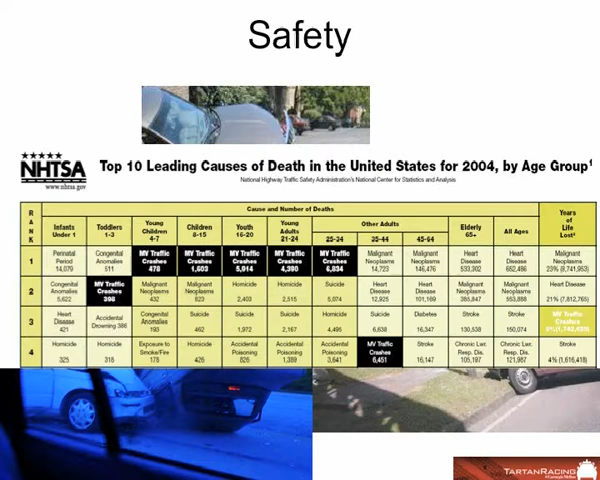 Safety
NHTSA
www.nhtsa.gov
Top 10 Leading Causes of Death in the United States for 2004, by Age Group¹
National Highway Traffic Safety Administration's National Center for Statistics and Analysis
RANK
Cause and Number of Deaths
Years of Life Lost²
Infants Under 1
Toddlers 1-3
Young Children 4-7
Children 8-15
Youth 16-20
Young Adults 21-24
Other Adults
25-34
35-44
45-64
Elderly 65+
All Ages
1
Perinatal Period 14,079
Congenital Anomalies 511
MV Traffic Crashes 478
MV Traffic Crashes 1,603
MV Traffic Crashes 5,914
MV Traffic Crashes 4,390
MV Traffic Crashes 6,834
Malignant Neoplasms 14,723
Malignant Neoplasms 146,476
Heart Disease 533,302
Heart Disease 652,486
Malignant Neoplasms 23% (8,741,953)
2
Congenital Anomalies 5,622
MV Traffic Crashes 398
Malignant Neoplasms 432
Malignant Neoplasms 823
Homicide 2,403
Homicide 2,515
Suicide 5,074
Heart Disease 12,925
Heart Disease 101,169
Malignant Neoplasms 385,847
Malignant Neoplasms 553,888
Heart Disease 21% (7,812,765)
3
Heart Disease 421
Accidental Drowning 386
Congenital Anomalies 193
Suicide 462
Suicide 1,972
Suicide 2,167
Homicide 4,495
Suicide 6,638
Diabetes 16,347
Stroke 130,538
Stroke 150,074
MV Traffic Crashes
4
Homicide 325
Homicide 316
Exposure to Smoke/Fire 178
Homicide 426
Accidental Poisoning 826
Accidental Poisoning 1,389
Accidental Poisoning 3,641
MV Traffic Crashes 6,451
Stroke 16,147
Chronic Lwr. Resp. Dis. 105,197
Chronic Lwr. Resp. Dis. 121,987
Stroke 4% (1,616,418)
TARTANRACING